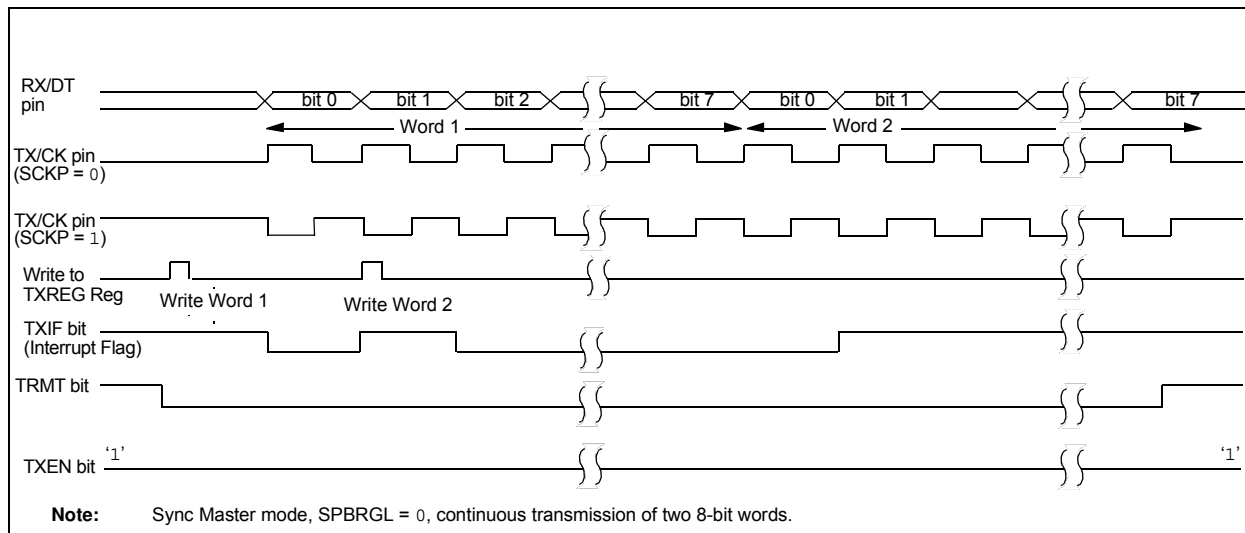 RX/DT
pin
bit 0 bit 1 bit 2 bit 7 bit 0 bit 1 bit 7
Word 1 Word 2
TX/CK pin
(SCKP = 0)
TX/CK pin
(SCKP = 1)
Write to
TXREG Reg
Write Word 1 Write Word 2
TXIF bit
(Interrupt Flag)
TRMT bit
TXEN bit
‘1’ ‘1’
Note: Sync Master mode, SPBRGL = 0, continuous transmission of two 8-bit words.